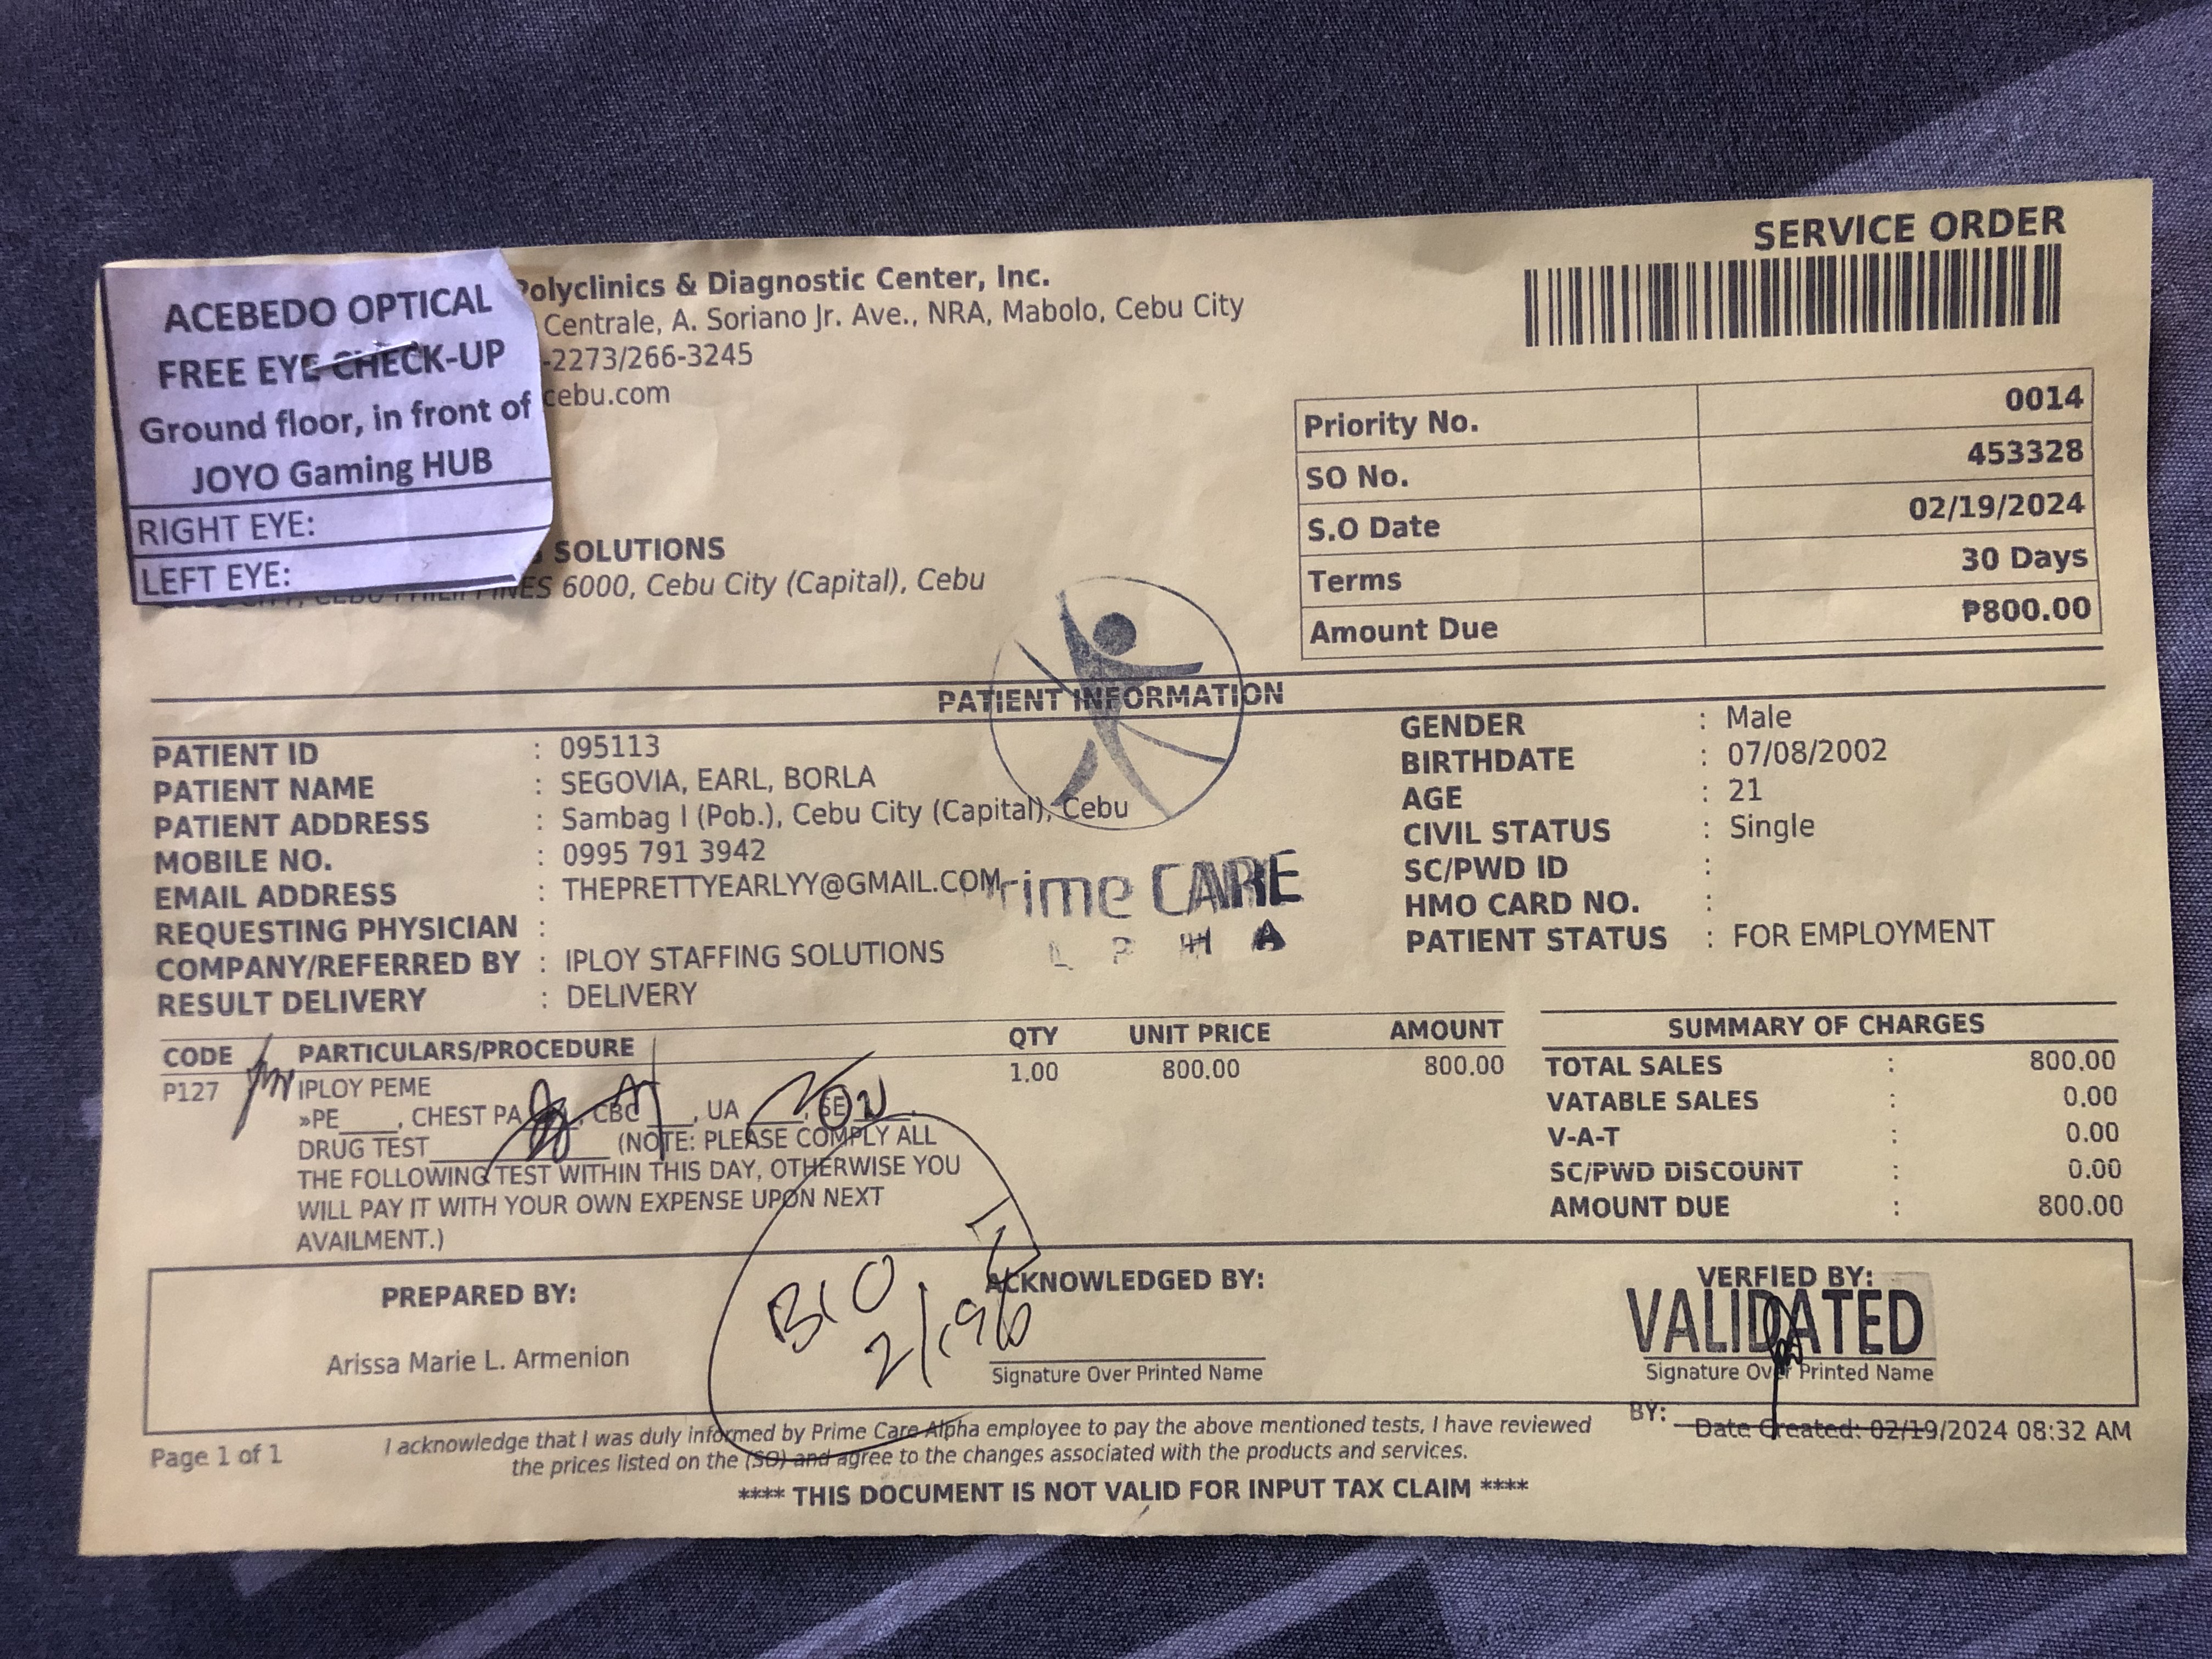 SERVICE ORDER
ACEBEDO OPTICAL
FREE EYE CHECK-UP
Ground floor, in front of
JOYO Gaming HUB
RIGHT EYE:
LEFT EYE:
Polyclinics & Diagnostic Center, Inc.
Centrale, A. Soriano Jr. Ave., NRA, Mabolo, Cebu City
-2273/266-3245
cebu.com
SOLUTIONS
6000, Cebu City (Capital), Cebu
Priority No. 0014
SO No. 453328
S.O Date 02/19/2024
Terms 30 Days
Amount Due ₱800.00
PATIENT INFORMATION
PATIENT ID : 095113
PATIENT NAME : SEGOVIA, EARL, BORLA
PATIENT ADDRESS : Sambag I (Pob.), Cebu City (Capital), Cebu
MOBILE NO. : 0995 791 3942
EMAIL ADDRESS : THEPRETTYEARLYY@GMAIL.COM
REQUESTING PHYSICIAN :
COMPANY/REFERRED BY : IPLOY STAFFING SOLUTIONS
RESULT DELIVERY : DELIVERY
GENDER : Male
BIRTHDATE : 07/08/2002
AGE : 21
CIVIL STATUS : Single
SC/PWD ID :
HMO CARD NO. :
PATIENT STATUS : FOR EMPLOYMENT
rime CARE
L P H A
CODE PARTICULARS/PROCEDURE QTY UNIT PRICE AMOUNT
P127 IPLOY PEME 1.00 800.00 800.00
»PE____, CHEST PA , CBC ___, UA ____, SE
DRUG TEST____________ (NOTE: PLEASE COMPLY ALL
THE FOLLOWING TEST WITHIN THIS DAY, OTHERWISE YOU
WILL PAY IT WITH YOUR OWN EXPENSE UPON NEXT
AVAILMENT.)
SUMMARY OF CHARGES
TOTAL SALES : 800.00
VATABLE SALES : 0.00
V-A-T : 0.00
SC/PWD DISCOUNT : 0.00
AMOUNT DUE : 800.00
PREPARED BY:
Arissa Marie L. Armenion
BIO
ACKNOWLEDGED BY:
Signature Over Printed Name
VERFIED BY:
VALIDATED
Signature Over Printed Name
BY:
Date Created: 02/19/2024 08:32 AM
Page 1 of 1
I acknowledge that I was duly informed by Prime Care Alpha employee to pay the above mentioned tests, I have reviewed
the prices listed on the (SO) and agree to the changes associated with the products and services.
**** THIS DOCUMENT IS NOT VALID FOR INPUT TAX CLAIM ****